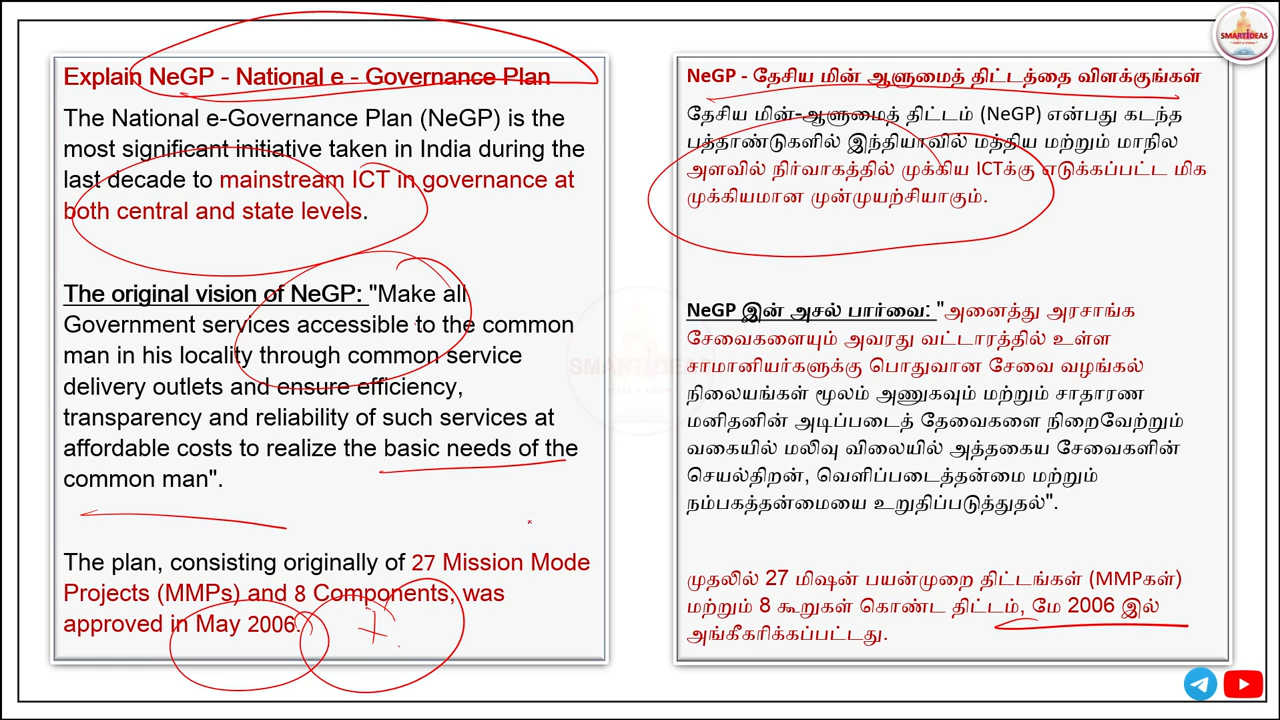 Explain NeGP - National e - Governance Plan
The National e-Governance Plan (NeGP) is the
most significant initiative taken in India during the
last decade to mainstream ICT in governance at
both central and state levels.
The original vision of NeGP: "Make all
Government services accessible to the common
man in his locality through common service
delivery outlets and ensure efficiency,
transparency and reliability of such services at
affordable costs to realize the basic needs of the
common man".
The plan, consisting originally of 27 Mission Mode
Projects (MMPs) and 8 Components, was
approved in May 2006.
NeGP - தேசிய மின் ஆளுமைத் திட்டத்தை விளக்குங்கள்
தேசிய மின்-ஆளுமைத் திட்டம் (NeGP) என்பது கடந்த
பத்தாண்டுகளில் இந்தியாவில் மத்திய மற்றும் மாநில
அளவில் நிர்வாகத்தில் முக்கிய ICTக்கு எடுக்கப்பட்ட மிக
முக்கியமான முன்முயற்சியாகும்.
NeGP இன் அசல் பார்வை: "அனைத்து அரசாங்க
சேவைகளையும் அவரது வட்டாரத்தில் உள்ள
சாமானியர்களுக்கு பொதுவான சேவை வழங்கல்
நிலையங்கள் மூலம் அணுகவும் மற்றும் சாதாரண
மனிதனின் அடிப்படைத் தேவைகளை நிறைவேற்றும்
வகையில் மலிவு விலையில் அத்தகைய சேவைகளின்
செயல்திறன், வெளிப்படைத்தன்மை மற்றும்
நம்பகத்தன்மையை உறுதிப்படுத்துதல்".
முதலில் 27 மிஷன் பயன்முறை திட்டங்கள் (MMPகள்)
மற்றும் 8 கூறுகள் கொண்ட திட்டம், மே 2006 இல்
அங்கீகரிக்கப்பட்டது.
SMARTIDEAS
SMARTIDEAS